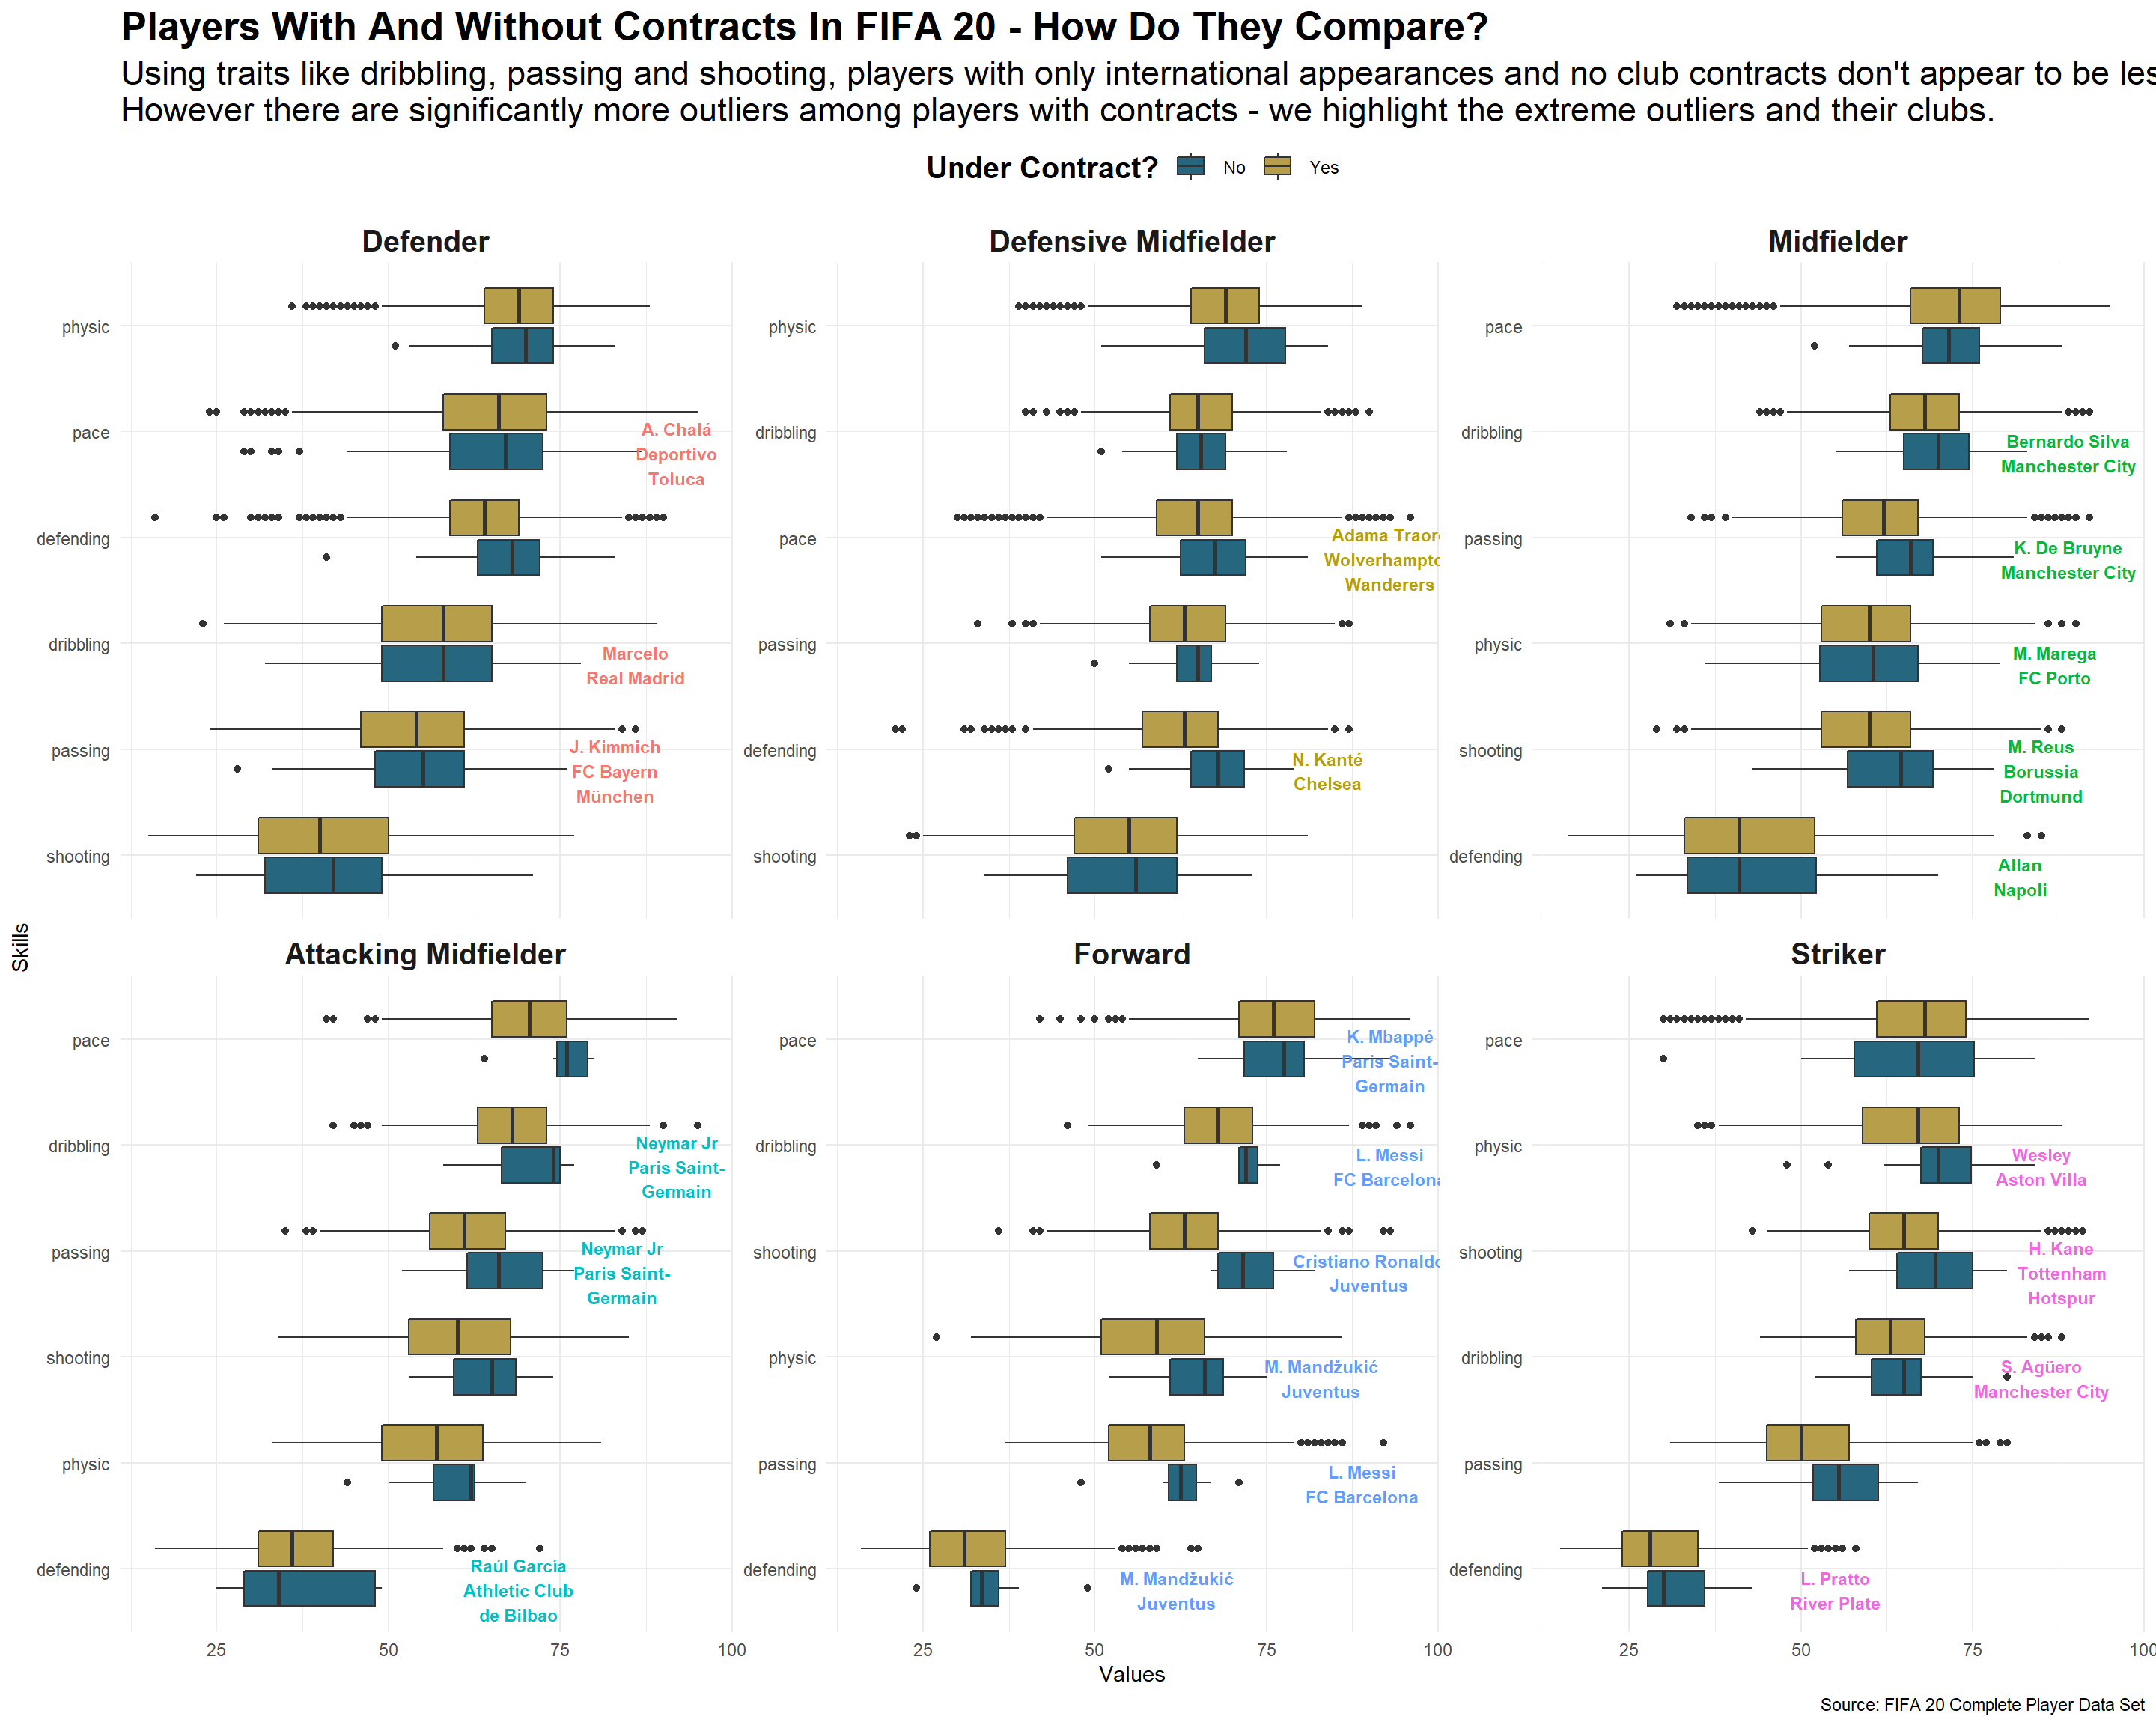 Players With And Without Contracts In FIFA 20 - How Do They Compare?
Using traits like dribbling, passing and shooting, players with only international appearances and no club contracts don't appear to be les
However there are significantly more outliers among players with contracts - we highlight the extreme outliers and their clubs.
Under Contract? No Yes
Skills
Defender
physic
pace
A. Chalá
Deportivo
Toluca
defending
dribbling
Marcelo
Real Madrid
passing
J. Kimmich
FC Bayern
München
shooting
Defensive Midfielder
physic
dribbling
pace
Adama Traor
Wolverhampto
Wanderers
passing
defending
N. Kanté
Chelsea
shooting
Midfielder
pace
dribbling
Bernardo Silva
Manchester City
passing
K. De Bruyne
Manchester City
physic
M. Marega
FC Porto
shooting
M. Reus
Borussia
Dortmund
defending
Allan
Napoli
Attacking Midfielder
pace
dribbling
Neymar Jr
Paris Saint-
Germain
passing
Neymar Jr
Paris Saint-
Germain
shooting
physic
defending
Raúl García
Athletic Club
de Bilbao
25 50 75 100
Forward
pace
K. Mbappé
Paris Saint-
Germain
dribbling
L. Messi
FC Barcelona
shooting
Cristiano Ronaldo
Juventus
physic
M. Mandžukić
Juventus
passing
L. Messi
FC Barcelona
defending
M. Mandžukić
Juventus
25 50 75 100
Striker
pace
physic
Wesley
Aston Villa
shooting
H. Kane
Tottenham
Hotspur
dribbling
S. Agüero
Manchester City
passing
defending
L. Pratto
River Plate
25 50 75 100
Values
Source: FIFA 20 Complete Player Data Set